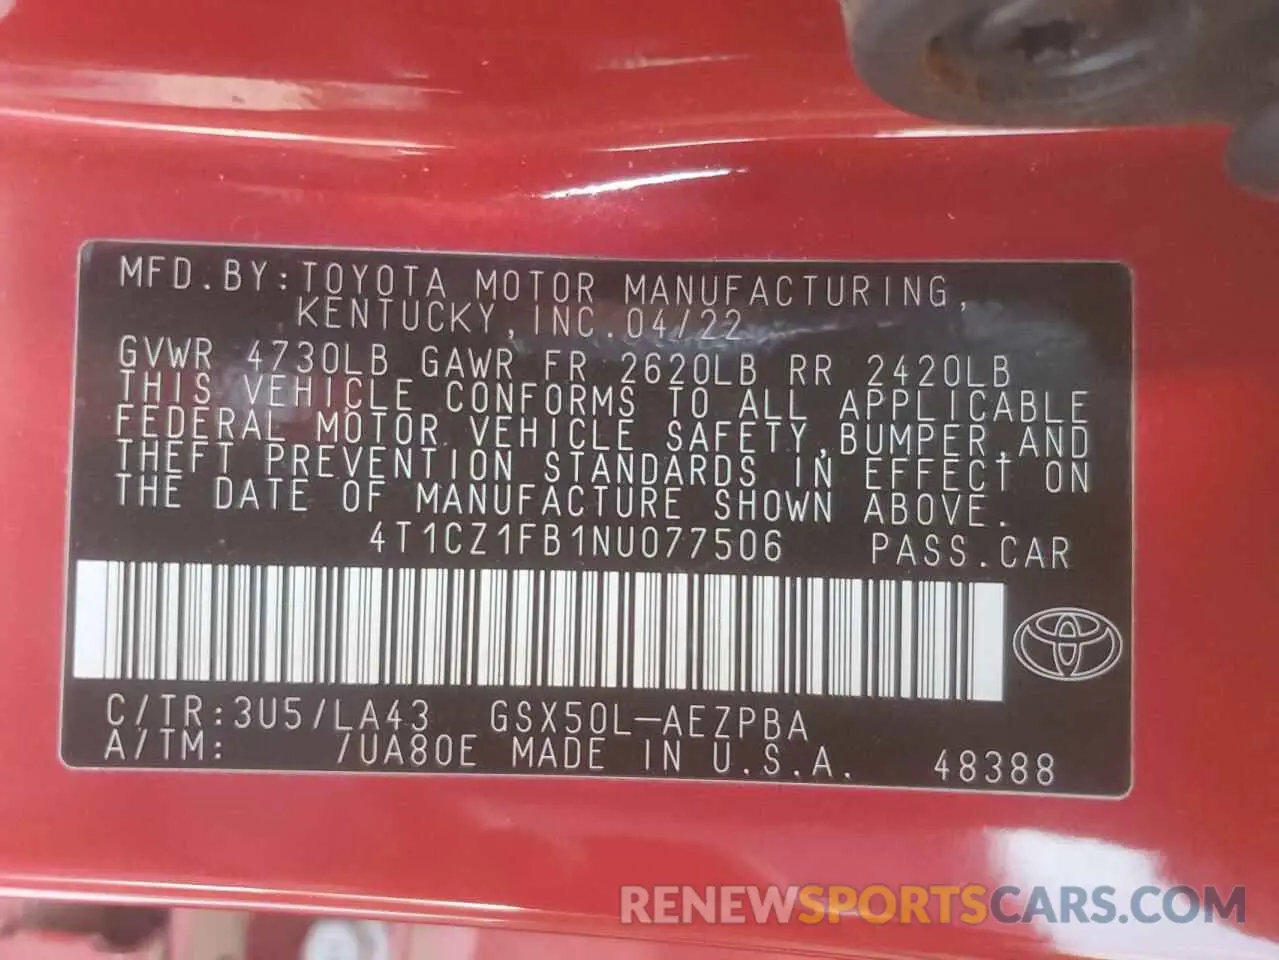 MFD.BY:TOYOTA MOTOR MANUFACTURING,
KENTUCKY, INC. 04/22
GVWR 4730LB GAWR FR 2620LB RR 2420LB
THIS VEHICLE CONFORMS TO ALL APPLICABLE
FEDERAL MOTOR VEHICLE SAFETY, BUMPER, AND
THEFT PREVENTION STANDARDS IN EFFECT ON
THE DATE OF MANUFACTURE SHOWN ABOVE.
4T1CZ1FB1NU077506 PASS.CAR
C/TR:3U5/LA43 GSX50L-AEZPBA
A/TM: /UA80E MADE IN U.S.A. 48388
RENEWSPORTSCARS.COM